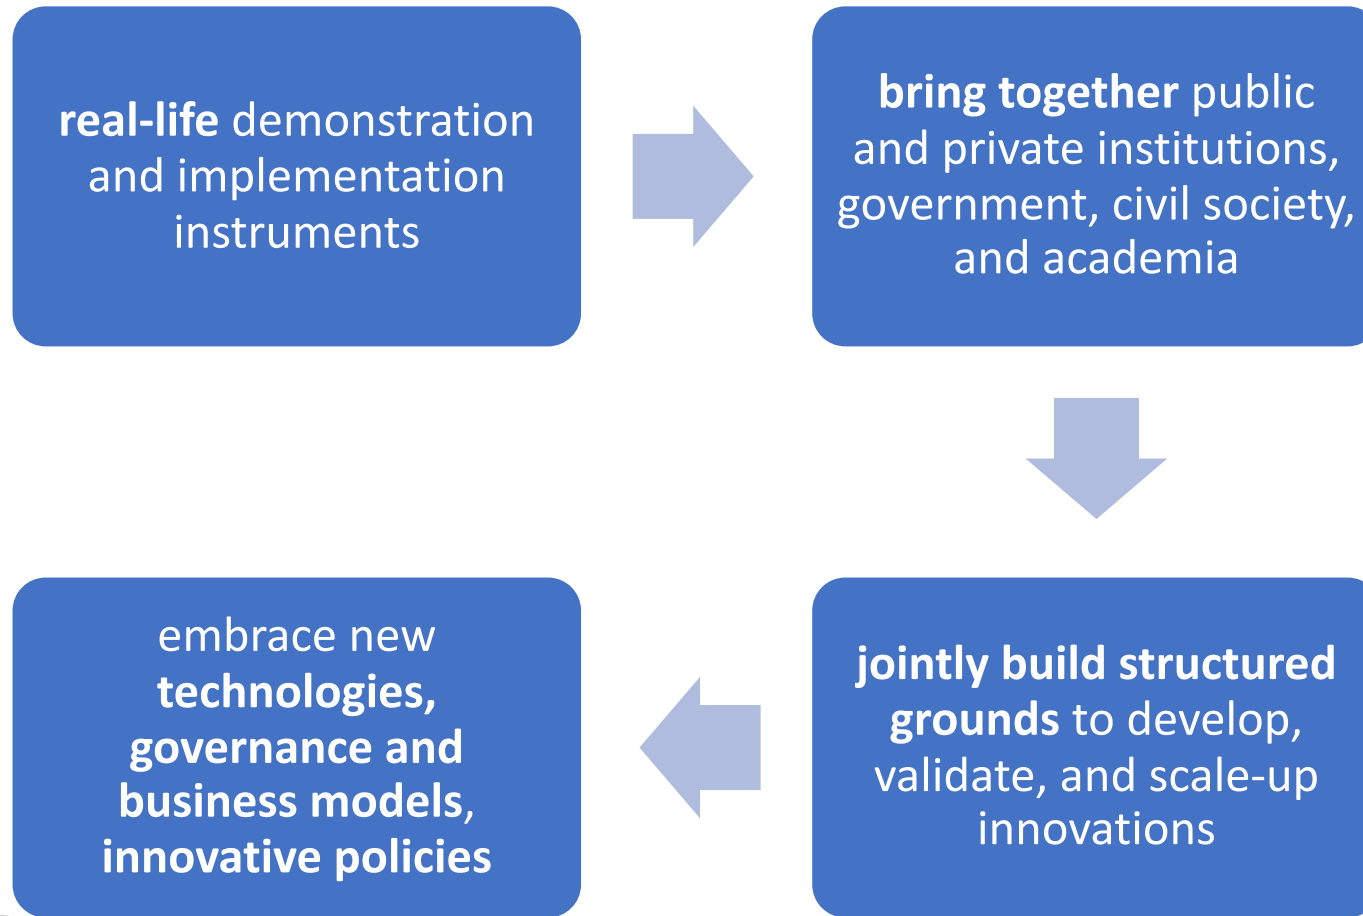 real-life demonstration
and implementation
instruments
bring together public
and private institutions,
government, civil society,
and academia
jointly build structured
grounds to develop,
validate, and scale-up
innovations
embrace new
technologies,
governance and
business models,
innovative policies